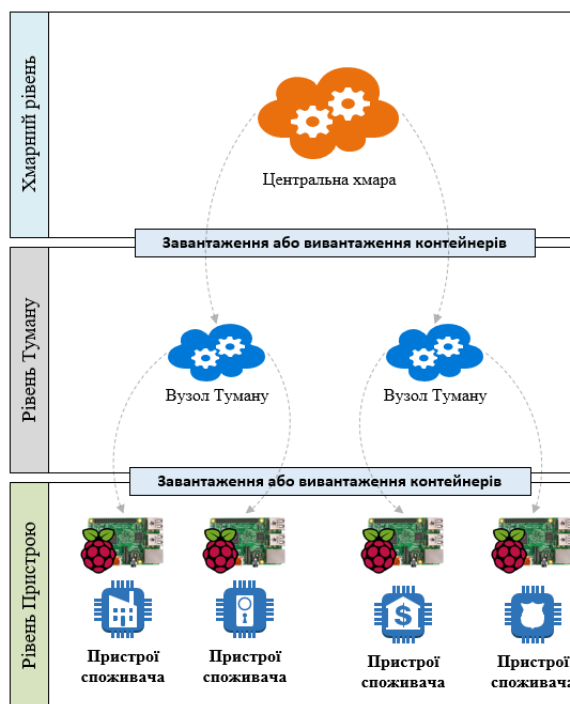 Хмарний рівень
Центральна хмара
Завантаження або вивантаження контейнерів
Рівень Туману
Вузол Туману
Вузол Туману
Завантаження або вивантаження контейнерів
Рівень Пристрою
Пристрої
споживача
Пристрої
споживача
Пристрої
споживача
Пристрої
споживача